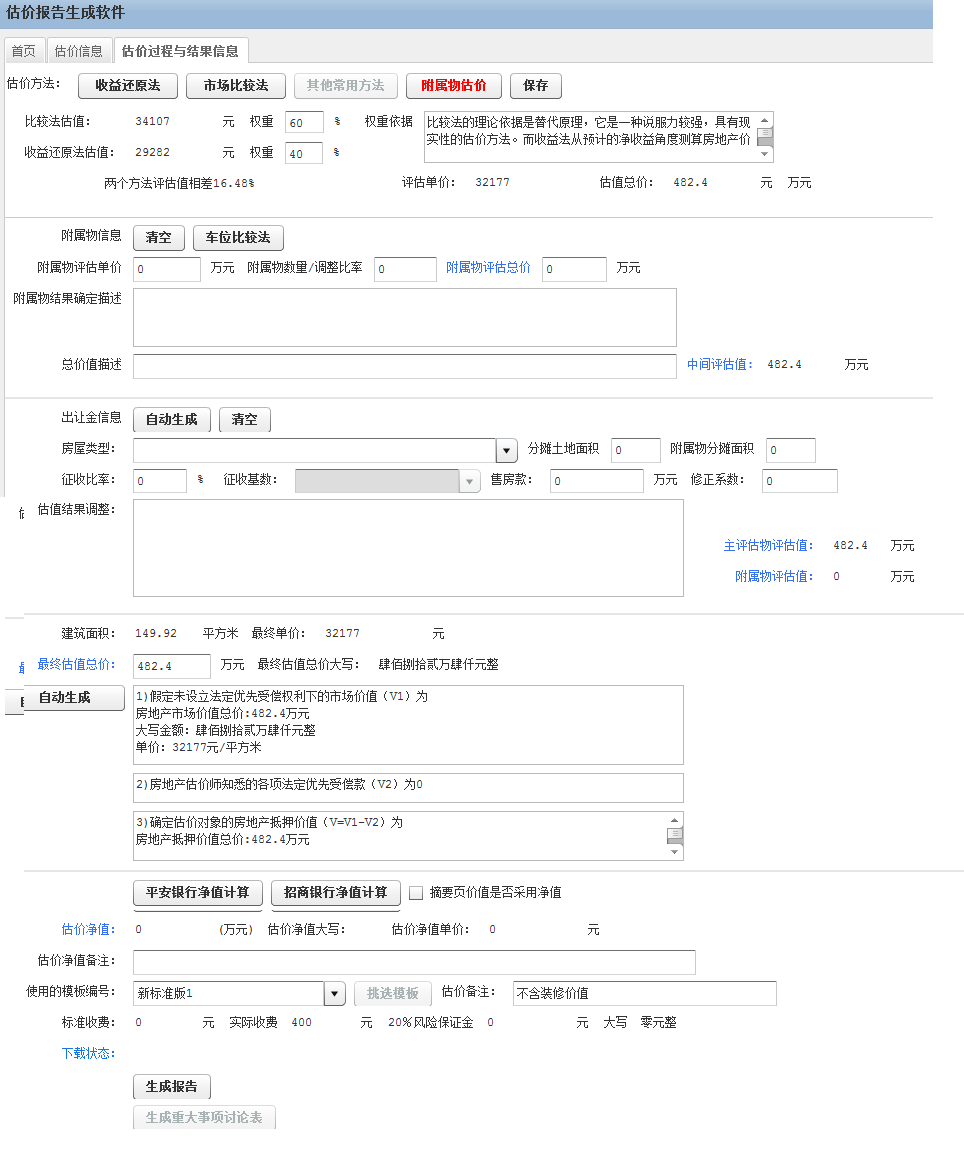 估价报告生成软件
首页 估价信息 估价过程与结果信息
估价方法: 收益还原法 市场比较法 其他常用方法 附属物估价 保存
比较法估值: 34107 元 权重 60 % 权重依据 比较法的理论依据是替代原理，它是一种说服力较强，具有现
实性的估价方法。而收益法从预计的净收益角度测算房地产价
收益还原法估值: 29282 元 权重 40 %
两个方法评估值相差16.48% 评估单价: 32177 估值总价: 482.4 元 万元
附属物信息 清空 车位比较法
附属物评估单价 0 万元 附属物数量/调整比率 0 附属物评估总价 0 万元
附属物结果确定描述
总价值描述 中间评估值: 482.4 万元
出让金信息 自动生成 清空
房屋类型: 分摊土地面积 0 附属物分摊面积 0
征收比率: 0 % 征收基数: 售房款: 0 万元 修正系数: 0
估值结果调整:
主评估物评估值: 482.4 万元
附属物评估值: 0 万元
建筑面积: 149.92 平方米 最终单价: 32177 元
最终估值总价: 482.4 万元 最终估值总价大写: 肆佰捌拾贰万肆仟元整
自动生成 1)假定未设立法定优先受偿权利下的市场价值（V1）为
房地产市场价值总价:482.4万元
大写金额: 肆佰捌拾贰万肆仟元整
单价: 32177元/平方米
2)房地产估价师知悉的各项法定优先受偿款（V2）为0
3)确定估价对象的房地产抵押价值（V=V1-V2）为
房地产抵押价值总价:482.4万元
平安银行净值计算 招商银行净值计算 摘要页价值是否采用净值
估价净值: 0 (万元) 估价净值大写: 估价净值单价: 0 元
估价净值备注:
使用的模板编号: 新标准版1 挑选模板 估价备注: 不含装修价值
标准收费: 0 元 实际收费 400 元 20%风险保证金 0 元 大写 零元整
下载状态:
生成报告
生成重大事项讨论表